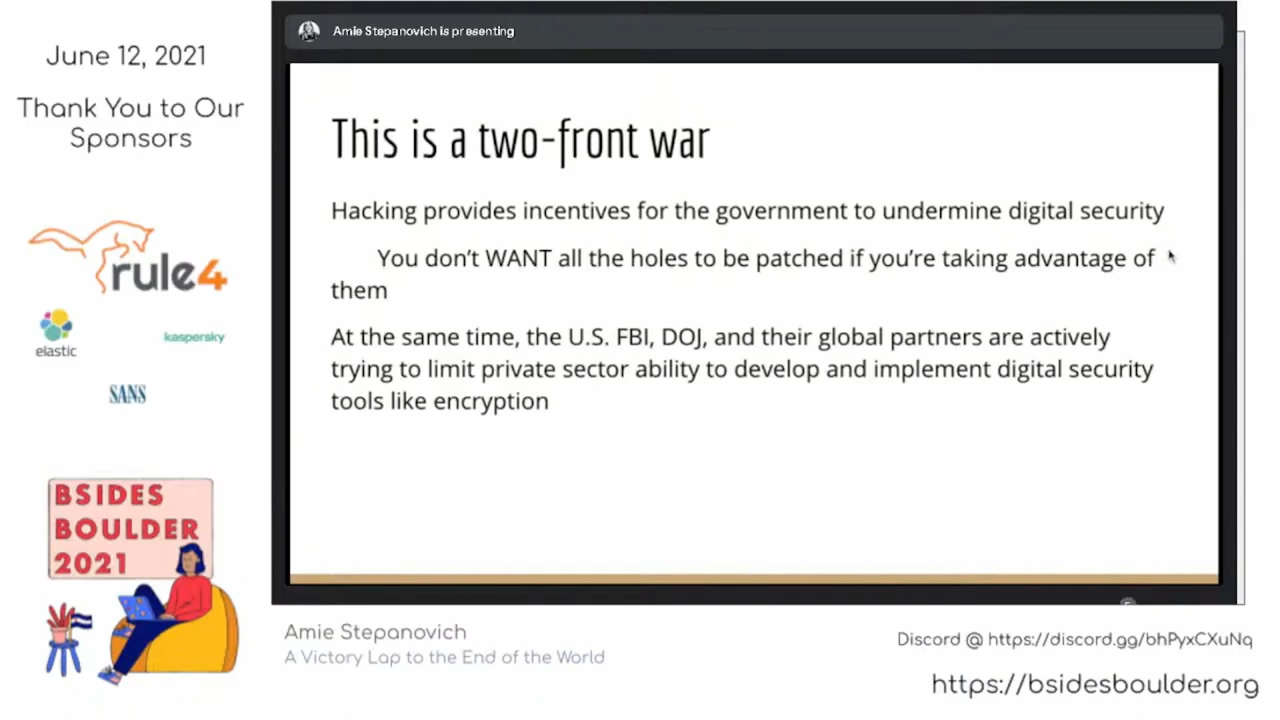 June 12, 2021
Thank You to Our
Sponsors
rule4
elastic
kaspersky
SANS
BSIDES
BOULDER
2021
Amie Stepanovich is presenting
This is a two-front war
Hacking provides incentives for the government to undermine digital security
You don’t WANT all the holes to be patched if you’re taking advantage of
them
At the same time, the U.S. FBI, DOJ, and their global partners are actively
trying to limit private sector ability to develop and implement digital security
tools like encryption
Amie Stepanovich
A Victory Lap to the End of the World
Discord @ https://discord.gg/bhPyxCXuNq
https://bsidesboulder.org